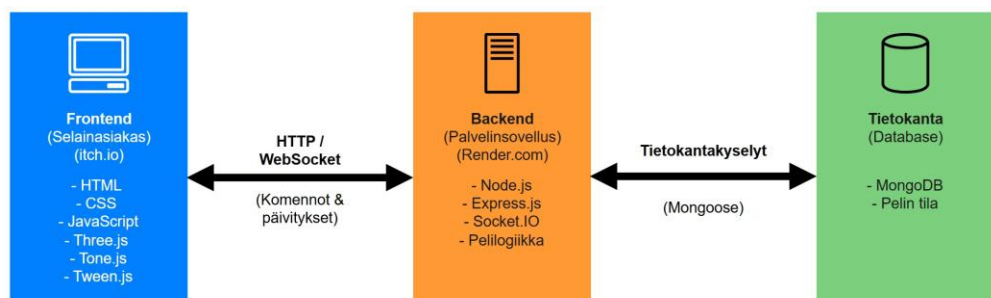 Frontend
(Selainasiakas)
(itch.io)
- HTML
- CSS
- JavaScript
- Three.js
- Tone.js
- Tween.js
HTTP /
WebSocket
(Komennot &
päivitykset)
Backend
(Palvelinsovellus)
(Render.com)
- Node.js
- Express.js
- Socket.IO
- Pelilogiikka
Tietokantakyselyt
(Mongoose)
Tietokanta
(Database)
- MongoDB
- Pelin tila